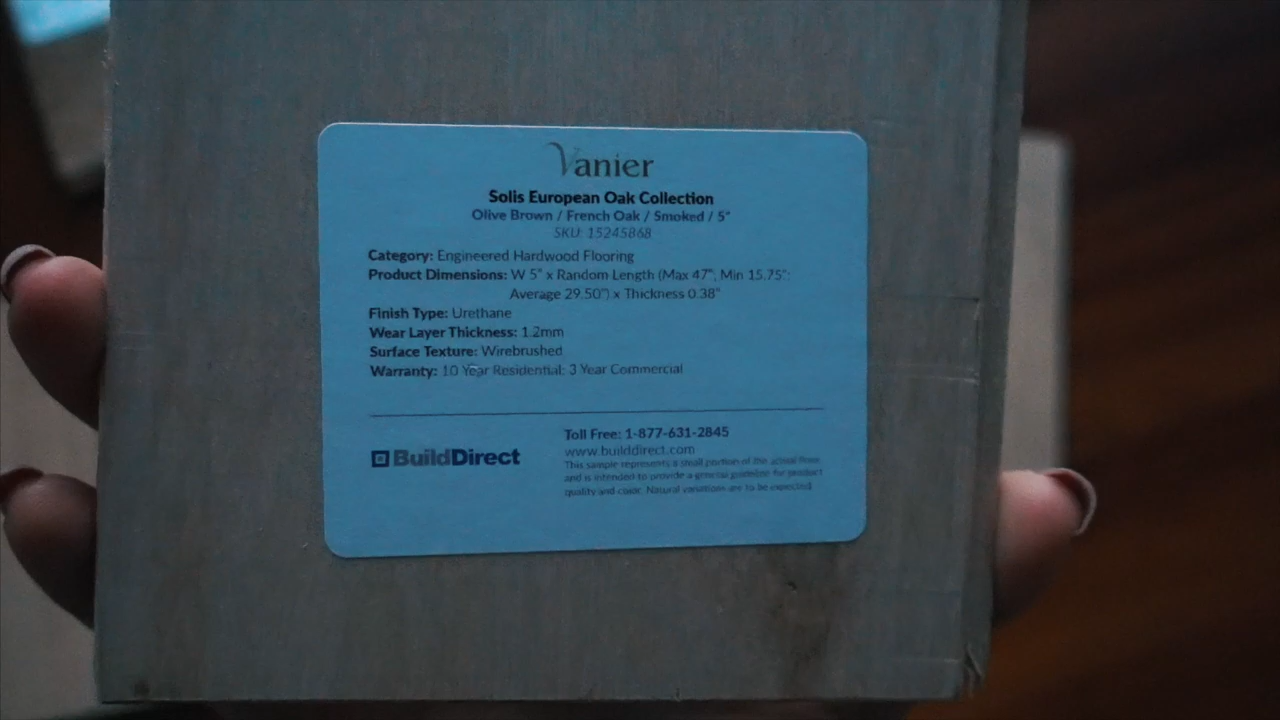 Vanier
Solis European Oak Collection
Olive Brown / French Oak / Smoked / 5"
SKU: 15245868
Category: Engineered Hardwood Flooring
Product Dimensions: W 5" x Random Length (Max 47"; Min 15.75";
Average 29.50") x Thickness 0.38"
Finish Type: Urethane
Wear Layer Thickness: 1.2mm
Surface Texture: Wirebrushed
Warranty: 10 Year Residential; 3 Year Commercial
BuildDirect
Toll Free: 1-877-631-2845
www.builddirect.com
This sample represents a small portion of the actual floor
and is intended to provide a general guideline for product
quality and color. Natural variations are to be expected.